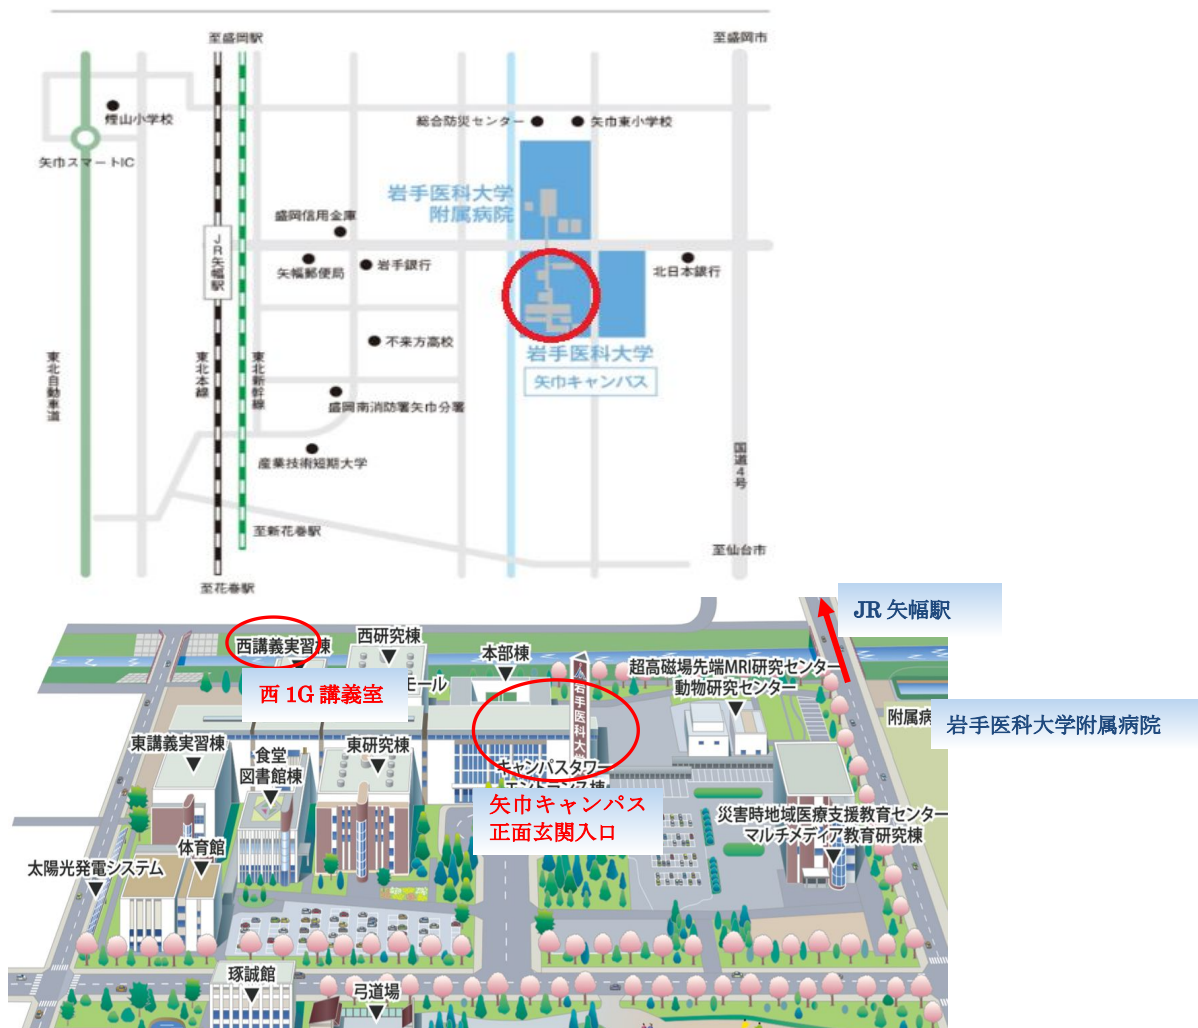 至盛岡駅
至盛岡市
煙山小学校
総合防災センター
矢巾東小学校
矢巾スマートIC
岩手医科大学
附属病院
盛岡信用金庫
JR矢幅駅
矢幅郵便局
岩手銀行
北日本銀行
不来方高校
岩手医科大学
矢巾キャンパス
東北自動車道
東北本線
東北新幹線
盛岡南消防署矢巾分署
国道4号
産業技術短期大学
至新花巻駅
至仙台市
至花巻駅
JR 矢幅駅
西講義実習棟
西研究棟
本部棟
超高磁場先端MRI研究センター
動物研究センター
西 1G 講義室
モール
岩手医科大
附属病
岩手医科大学附属病院
東講義実習棟
食堂
図書館棟
東研究棟
キャンパスタワー
エントランス棟
矢巾キャンパス
正面玄関入口
災害時地域医療支援教育センター
マルチメディア教育研究棟
体育館
太陽光発電システム
琢誠館
弓道場